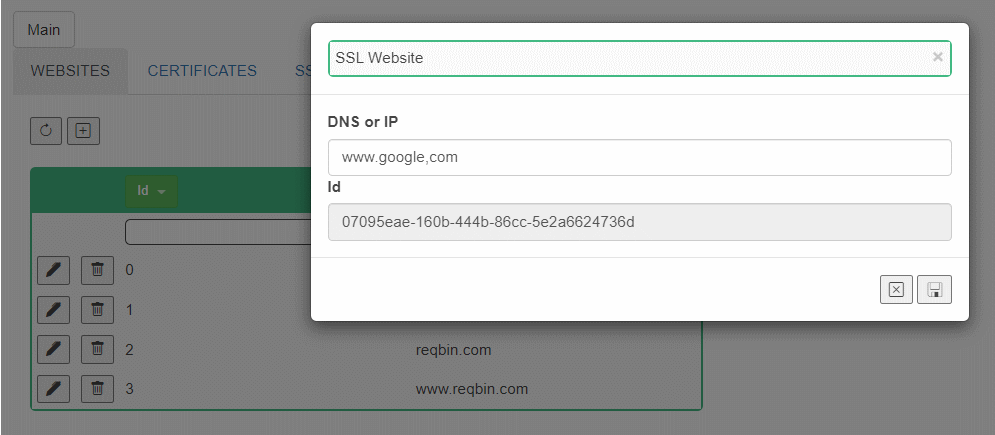 Main
WEBSITES CERTIFICATES SS
SSL Website ×
DNS or IP
www.google,com
Id
07095eae-160b-444b-86cc-5e2a6624736d
Id
0
1
2 reqbin.com
3 www.reqbin.com